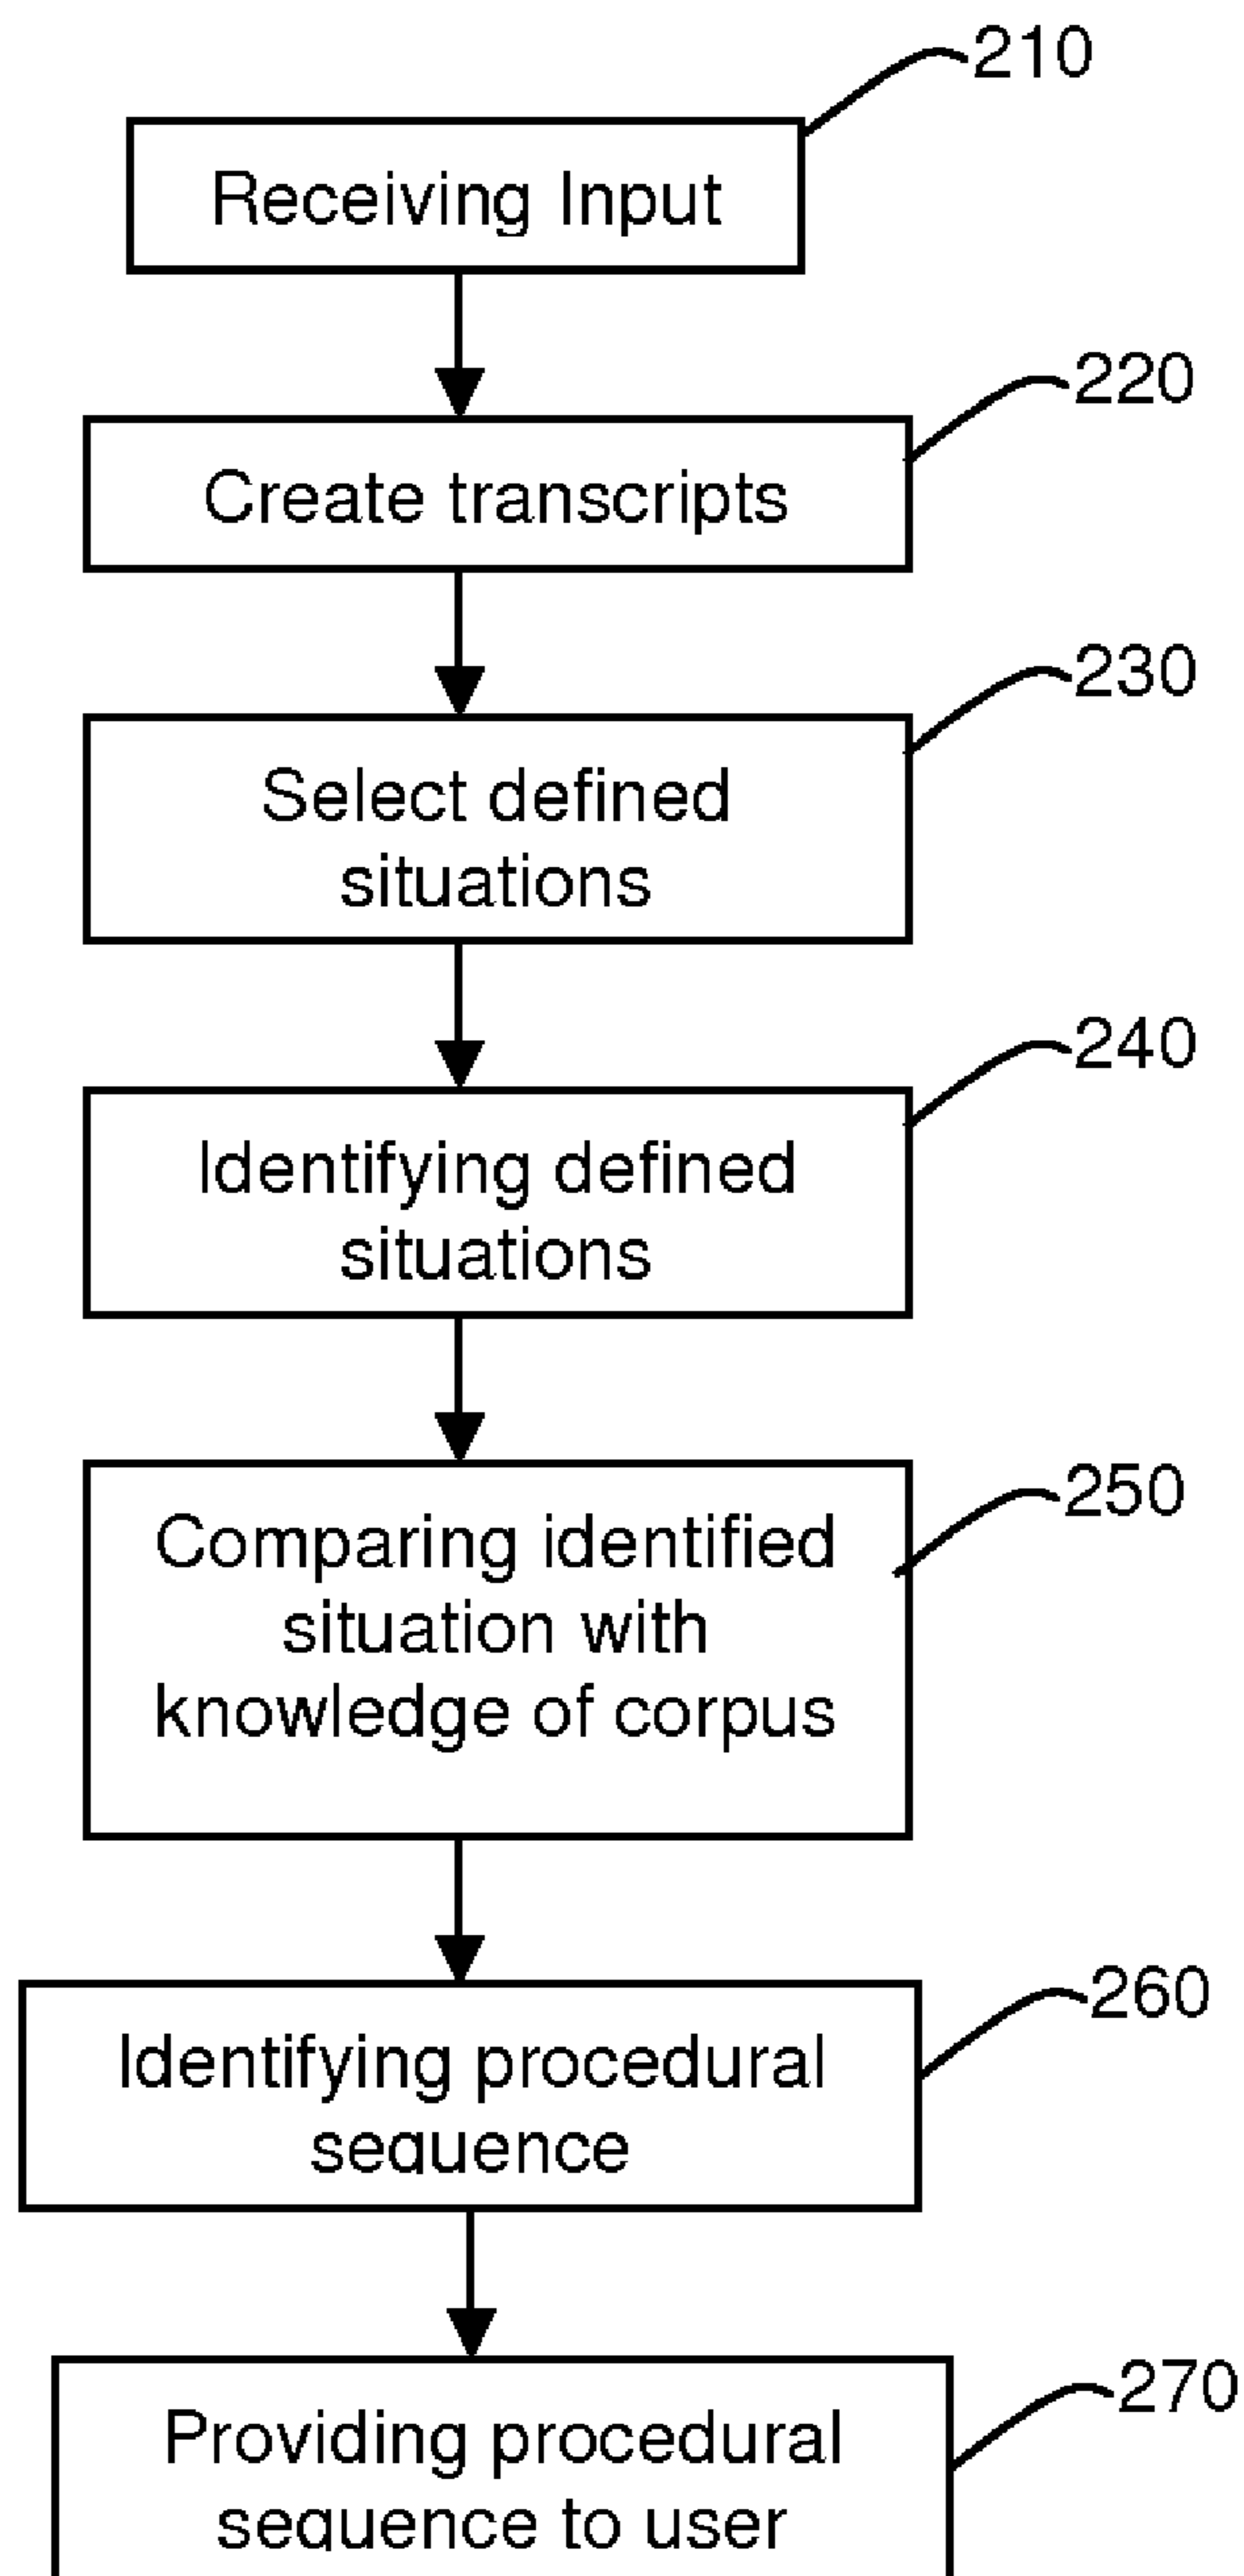 210
Receiving Input
220
Create transcripts
230
Select defined
situations
240
Identifying defined
situations
250
Comparing identified
situation with
knowledge of corpus
260
Identifying procedural
sequence
270
Providing procedural
sequence to user